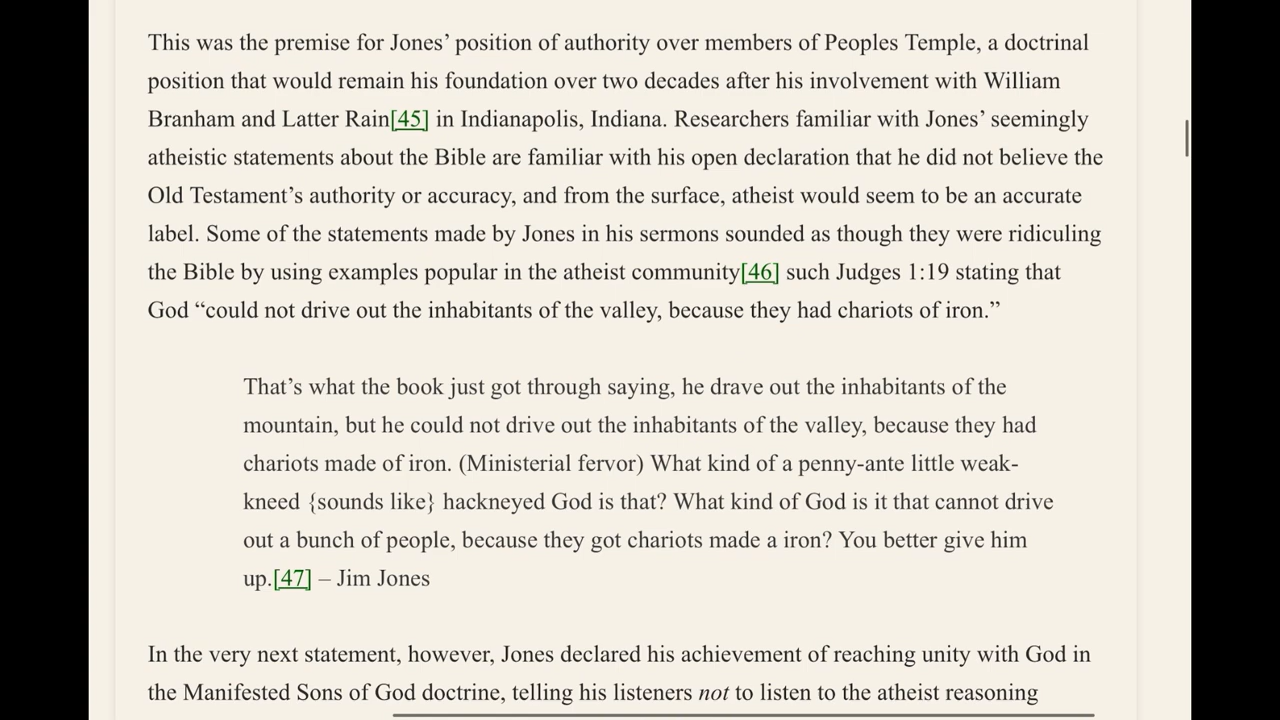 This was the premise for Jones’ position of authority over members of Peoples Temple, a doctrinal
position that would remain his foundation over two decades after his involvement with William
Branham and Latter Rain[45] in Indianapolis, Indiana. Researchers familiar with Jones’ seemingly
atheistic statements about the Bible are familiar with his open declaration that he did not believe the
Old Testament’s authority or accuracy, and from the surface, atheist would seem to be an accurate
label. Some of the statements made by Jones in his sermons sounded as though they were ridiculing
the Bible by using examples popular in the atheist community[46] such Judges 1:19 stating that
God “could not drive out the inhabitants of the valley, because they had chariots of iron.”
That’s what the book just got through saying, he drave out the inhabitants of the
mountain, but he could not drive out the inhabitants of the valley, because they had
chariots made of iron. (Ministerial fervor) What kind of a penny-ante little weak-
kneed {sounds like} hackneyed God is that? What kind of God is it that cannot drive
out a bunch of people, because they got chariots made a iron? You better give him
up.[47] – Jim Jones
In the very next statement, however, Jones declared his achievement of reaching unity with God in
the Manifested Sons of God doctrine, telling his listeners not to listen to the atheist reasoning